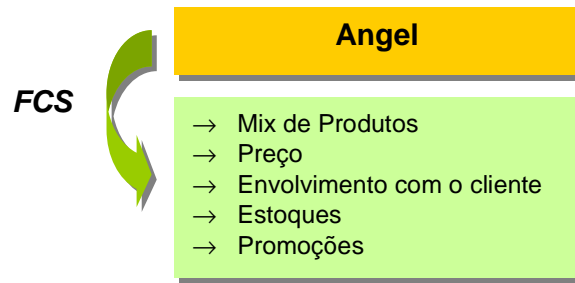 Angel
FCS
→ Mix de Produtos
→ Preço
→ Envolvimento com o cliente
→ Estoques
→ Promoções